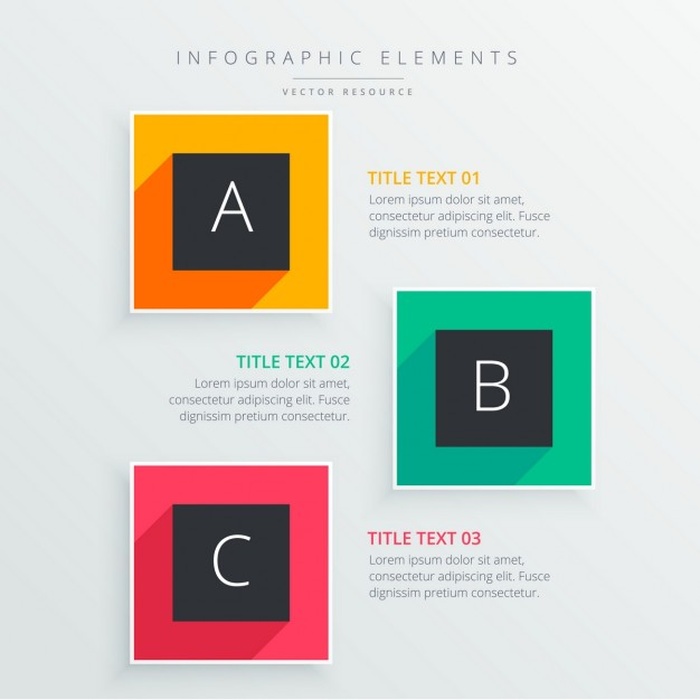 INFOGRAPHIC ELEMENTS
VECTOR RESOURCE
A
TITLE TEXT 01
Lorem ipsum dolor sit amet,
consectetur adipiscing elit. Fusce
dignissim pretium consectetur.
B
TITLE TEXT 02
Lorem ipsum dolor sit amet,
consectetur adipiscing elit. Fusce
dignissim pretium consectetur.
C
TITLE TEXT 03
Lorem ipsum dolor sit amet,
consectetur adipiscing elit. Fusce
dignissim pretium consectetur.